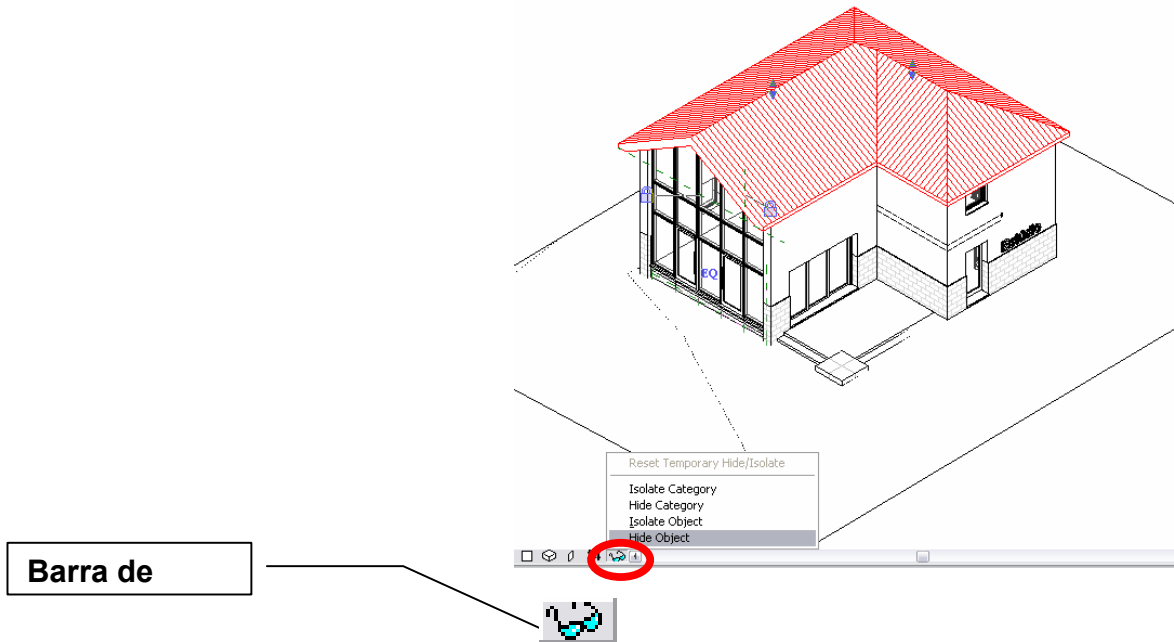 EQ
Reset Temporary Hide/Isolate
Isolate Category
Hide Category
Isolate Object
Hide Object
Barra de